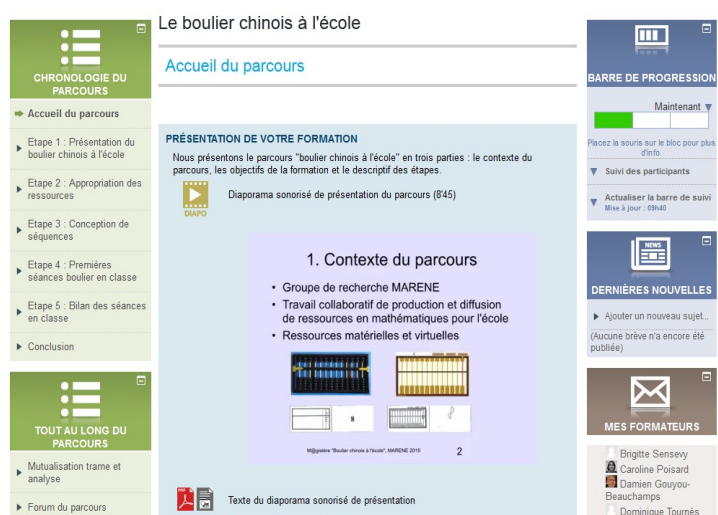 Le boulier chinois à l'école
Accueil du parcours
CHRONOLOGIE DU
PARCOURS
Accueil du parcours
Etape 1 : Présentation du
boulier chinois à l'école
Etape 2 : Appropriation des
ressources
Etape 3 : Conception de
séquences
Etape 4 : Premières
séances boulier en classe
Etape 5 : Bilan des séances
en classe
Conclusion
TOUT AU LONG DU
PARCOURS
Mutualisation trame et
analyse
Forum du parcours
PRÉSENTATION DE VOTRE FORMATION
Nous présentons le parcours "boulier chinois à l'école" en trois parties : le contexte du
parcours, les objectifs de la formation et le descriptif des étapes.
DIAPO
Diaporama sonorisé de présentation du parcours (8'45)
1. Contexte du parcours
• Groupe de recherche MARENE
• Travail collaboratif de production et diffusion
de ressources en mathématiques pour l'école
• Ressources matérielles et virtuelles
8
M@gistère "Boulier chinois à l'école", MARENE 2015
2
Texte du diaporama sonorisé de présentation
BARRE DE PROGRESSION
Maintenant
Placez la souris sur le bloc pour plus
d'info.
Suivi des participants
Actualiser la barre de suivi
Mise à jour : 09h40
NEWS
DERNIÈRES NOUVELLES
Ajouter un nouveau sujet...
(Aucune brève n'a encore été
publiée)
MES FORMATEURS
Brigitte Sensevy
Caroline Poisard
Damien Gouyou-
Beauchamps
Dominique Tournés